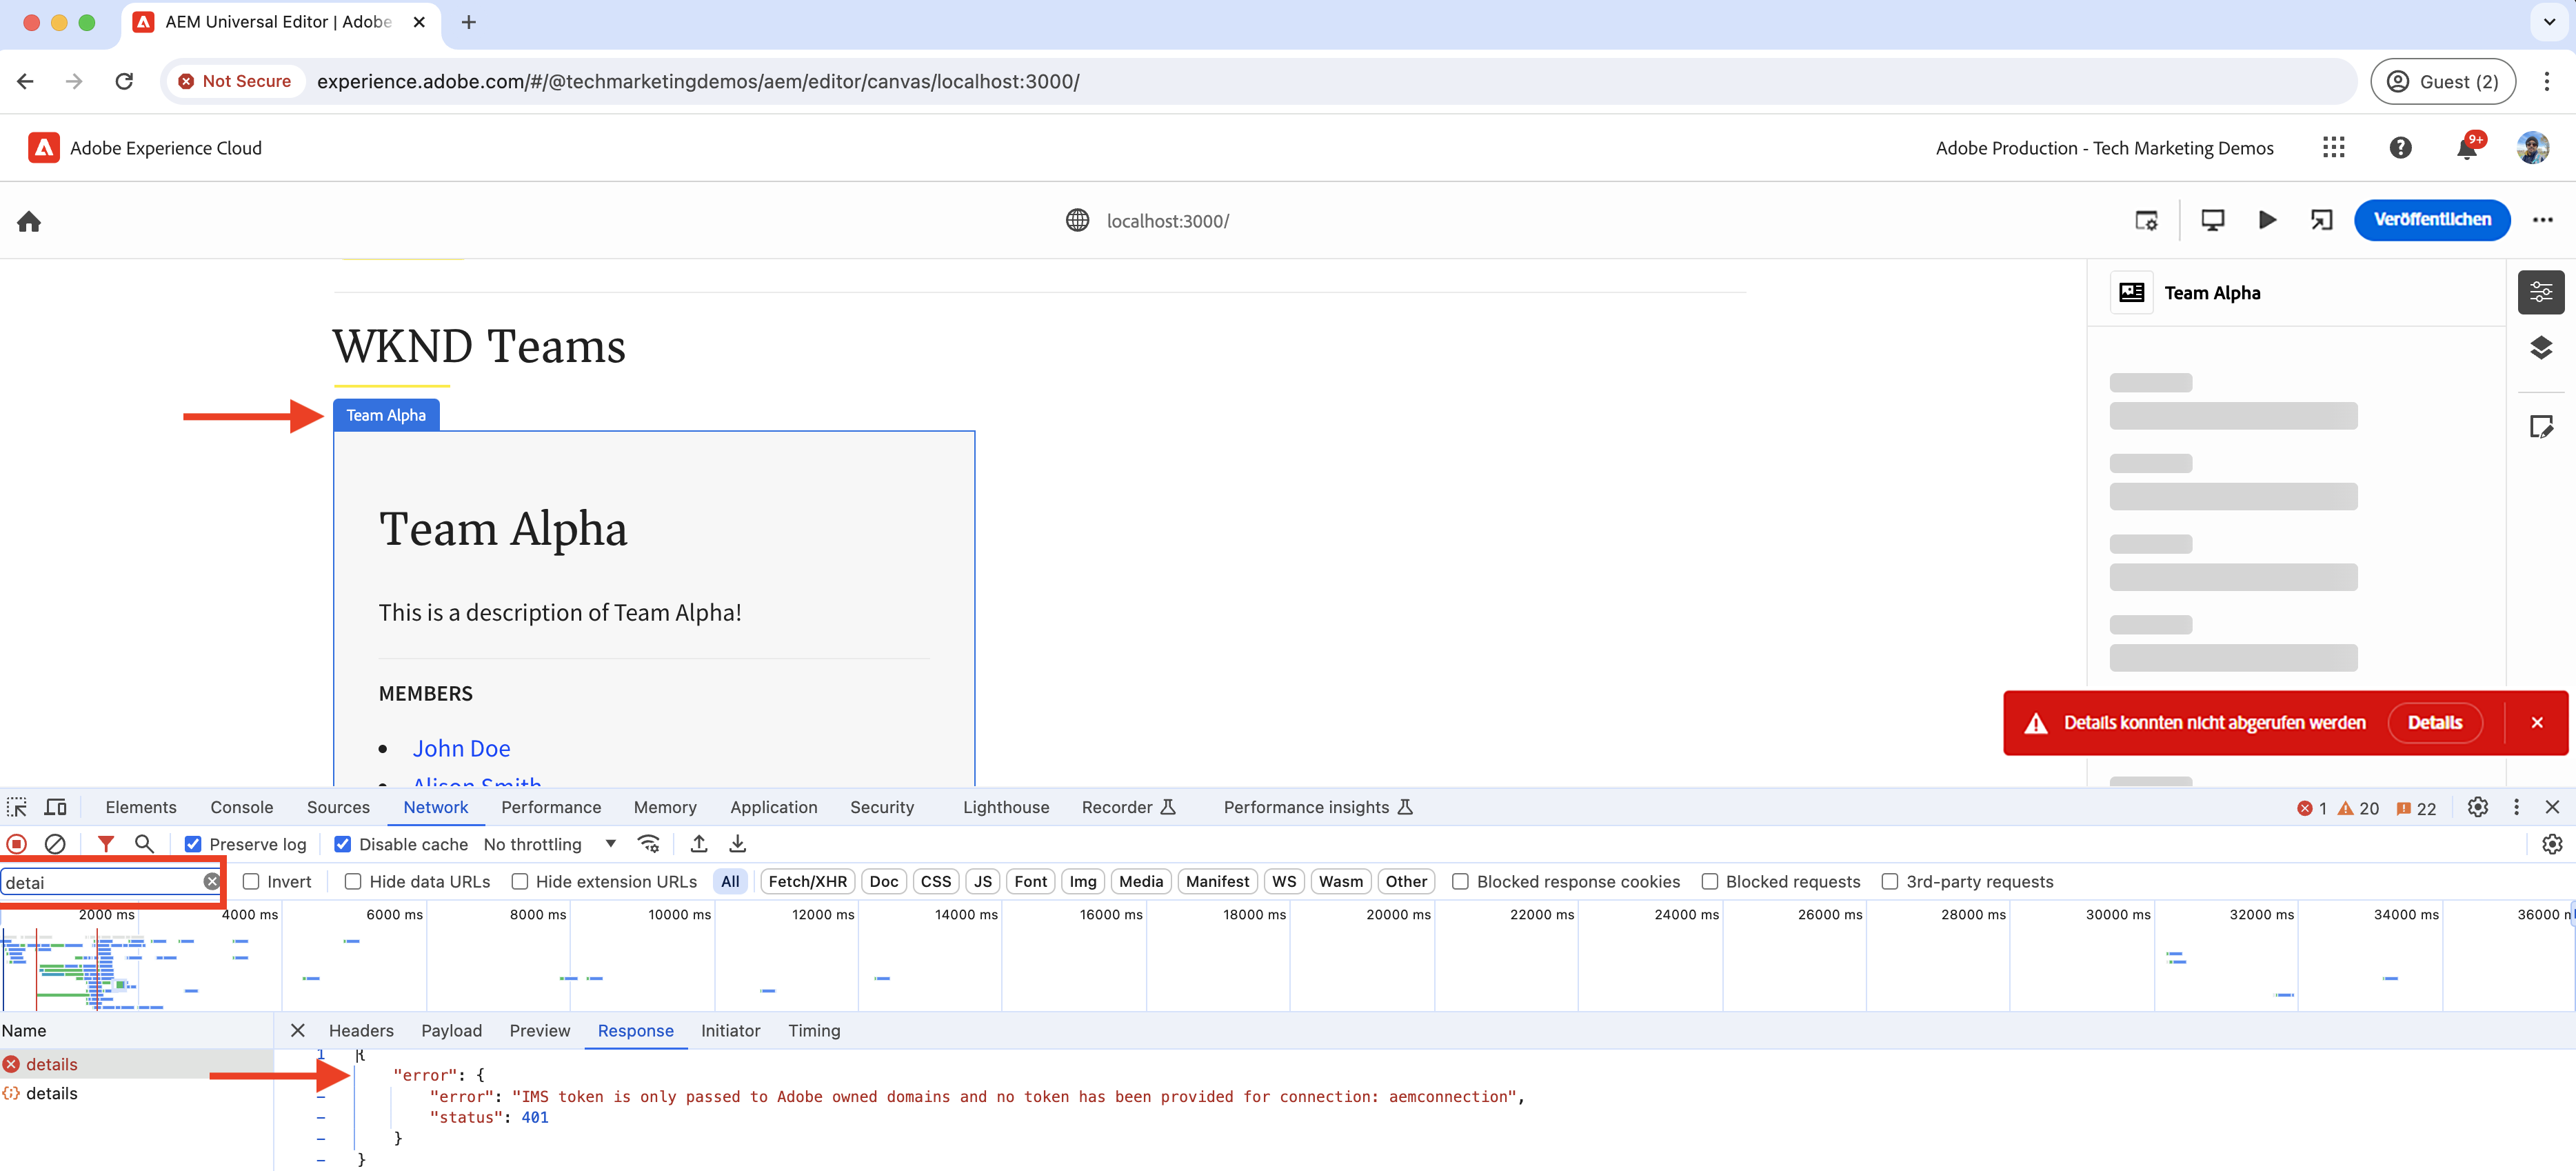 AEM Universal Editor | Adobe
Not Secure experience.adobe.com/#/@techmarketingdemos/aem/editor/canvas/localhost:3000/ Guest (2)
Adobe Experience Cloud Adobe Production - Tech Marketing Demos 9+
localhost:3000/ Veröffentlichen
Team Alpha
WKND Teams
Team Alpha
Team Alpha
This is a description of Team Alpha!
MEMBERS
John Doe
Alison Smith
Details konnten nicht abgerufen werden Details
Elements Console Sources Network Performance Memory Application Security Lighthouse Recorder Performance insights 1 20 22
Preserve log Disable cache No throttling
detai Invert Hide data URLs Hide extension URLs All Fetch/XHR Doc CSS JS Font Img Media Manifest WS Wasm Other Blocked response cookies Blocked requests 3rd-party requests
2000 ms 4000 ms 6000 ms 8000 ms 10000 ms 12000 ms 14000 ms 16000 ms 18000 ms 20000 ms 22000 ms 24000 ms 26000 ms 28000 ms 30000 ms 32000 ms 34000 ms 36000 m
Name Headers Payload Preview Response Initiator Timing
details
details
1 {
"error": {
- "error": "IMS token is only passed to Adobe owned domains and no token has been provided for connection: aemconnection",
- "status": 401
- }
- }